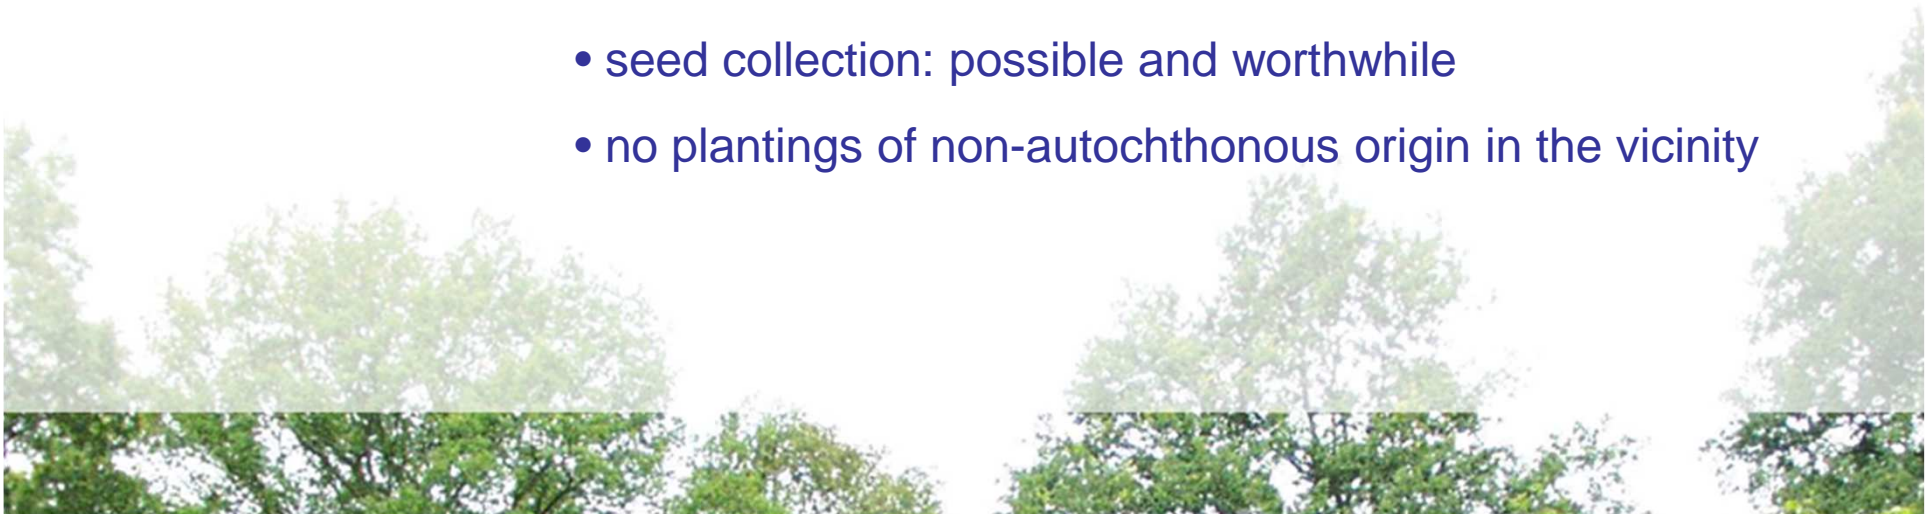 • seed collection: possible and worthwhile
• no plantings of non-autochthonous origin in the vicinity